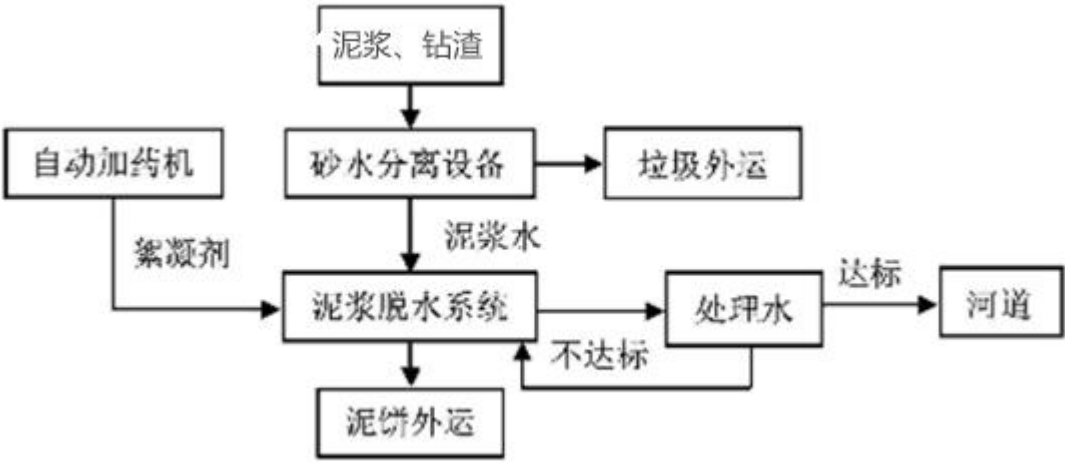 泥浆、钻渣
自动加药机
砂水分离设备
垃圾外运
絮凝剂
泥浆水
泥浆脱水系统
处理水
达标
河道
不达标
泥饼外运